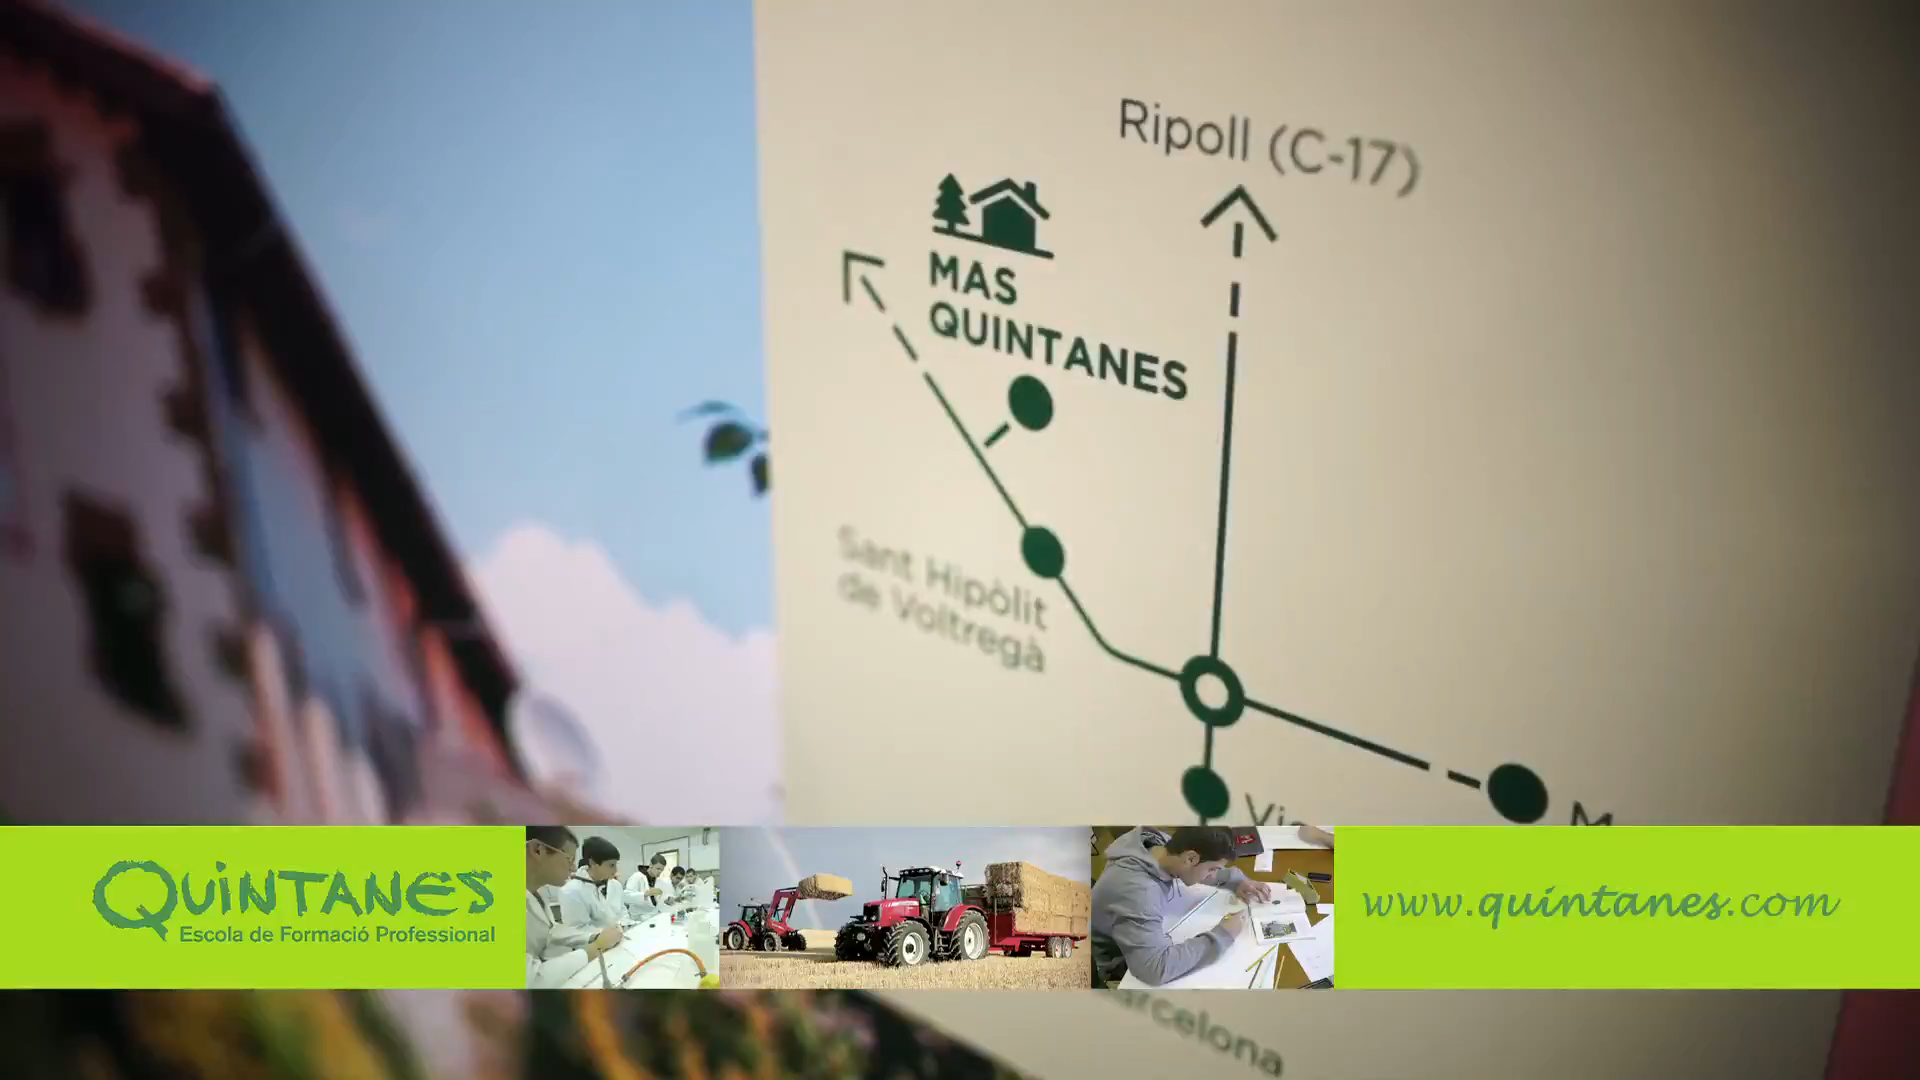 Ripoll (C-17)
MAS
QUINTANES
Sant Hipòlit
de Voltregà
QUINTANES
Escola de Formació Professional
www.quintanes.com